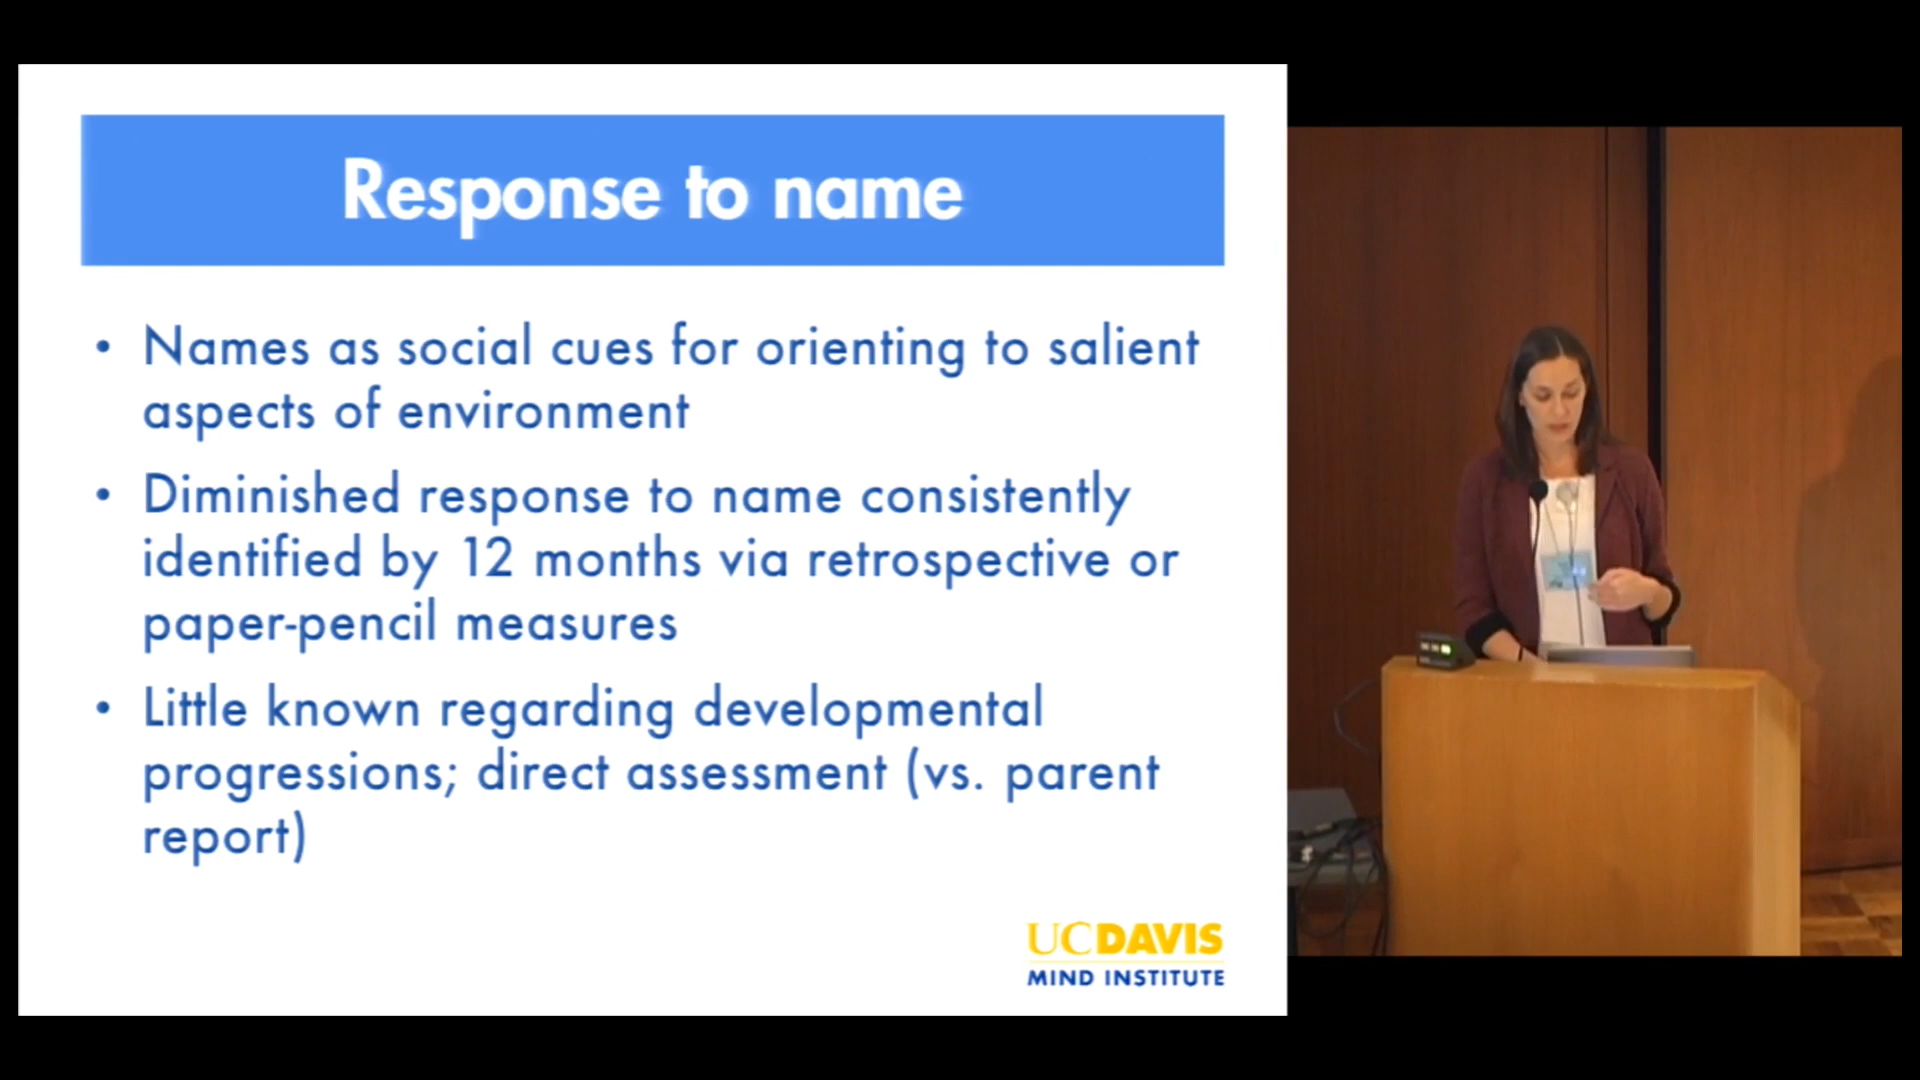 Response to name
• Names as social cues for orienting to salient
aspects of environment
• Diminished response to name consistently
identified by 12 months via retrospective or
paper-pencil measures
• Little known regarding developmental
progressions; direct assessment (vs. parent
report)
UCDAVIS
MIND INSTITUTE